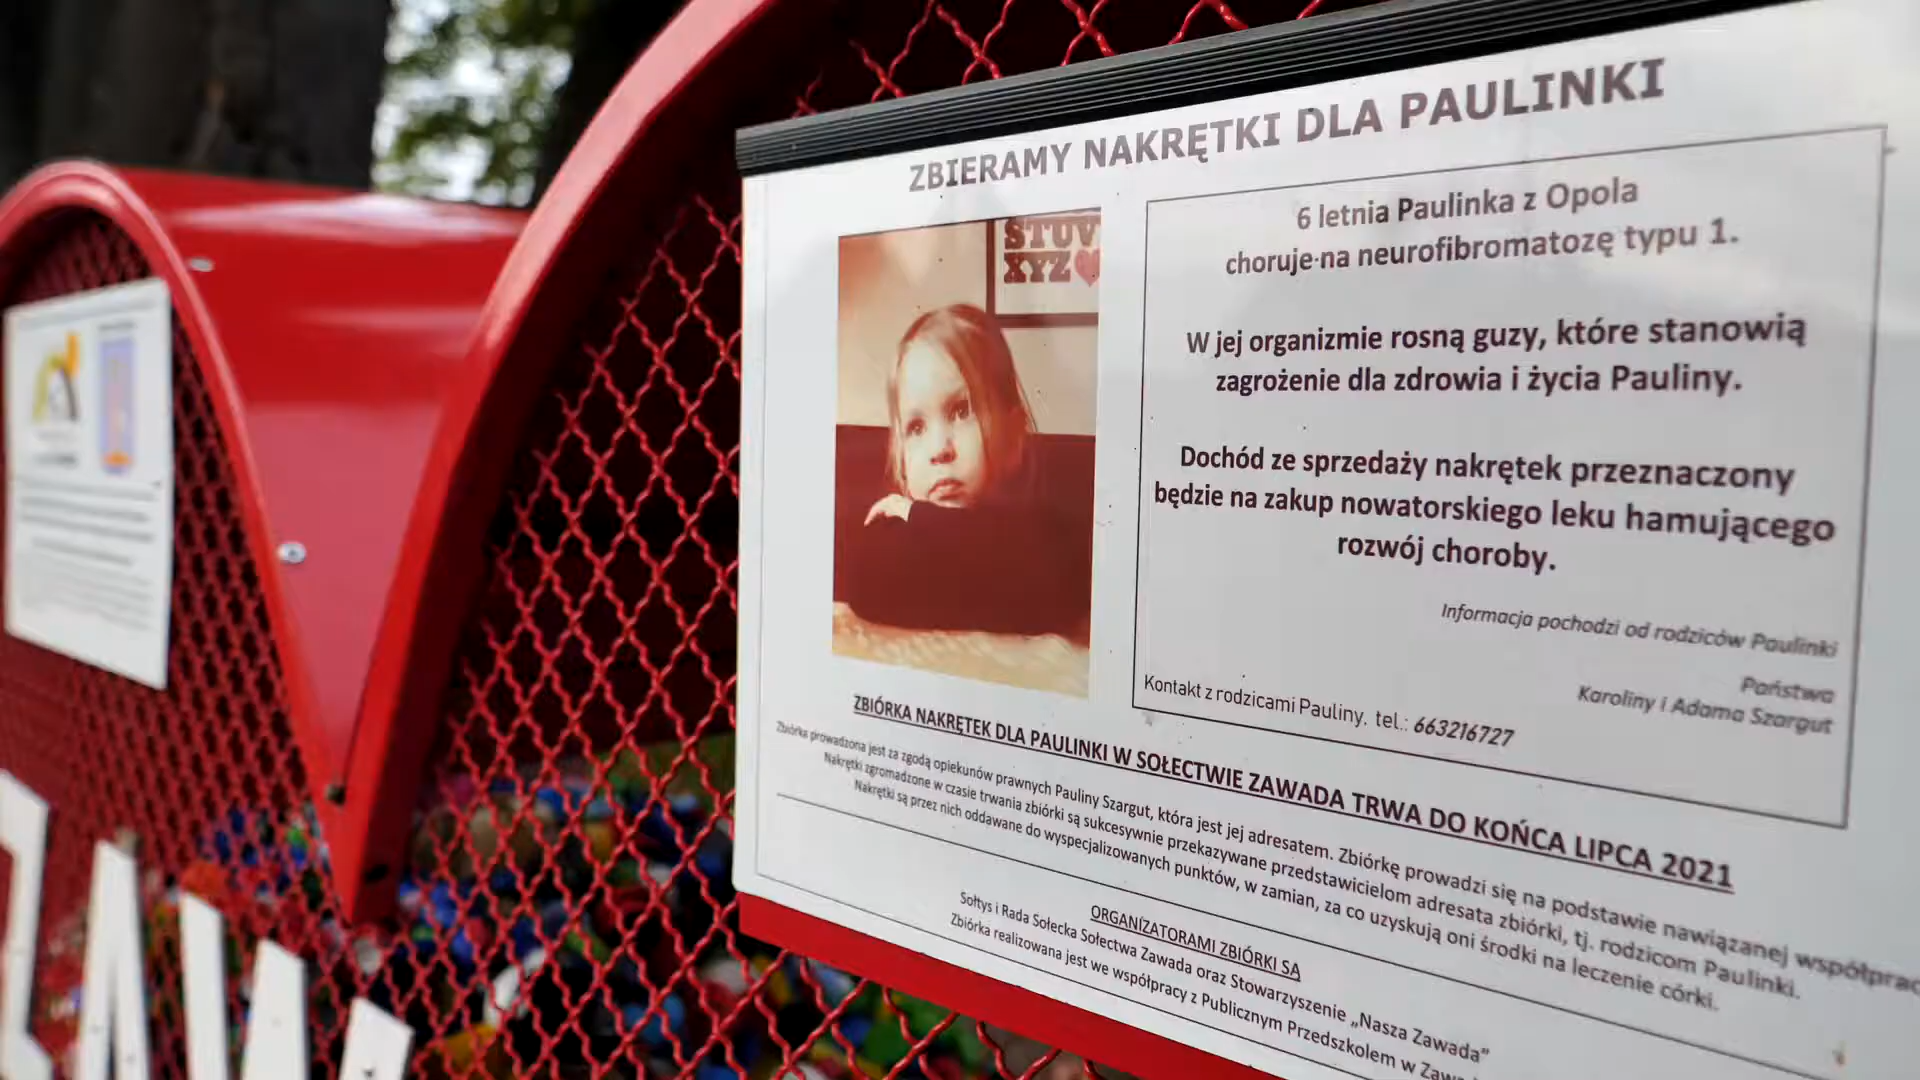 ZBIERAMY NAKRĘTKI DLA PAULINKI
STUV
XYZ
6 letnia Paulinka z Opola
choruje na neurofibromatozę typu 1.
W jej organizmie rosną guzy, które stanowią
zagrożenie dla zdrowia i życia Pauliny.
Dochód ze sprzedaży nakrętek przeznaczony
będzie na zakup nowatorskiego leku hamującego
rozwój choroby.
Informacja pochodzi od rodziców Paulinki
Państwa
Karoliny i Adama Szargut
Kontakt z rodzicami Pauliny, tel.: 663216727
ZBIÓRKA NAKRĘTEK DLA PAULINKI W SOŁECTWIE ZAWADA TRWA DO KOŃCA LIPCA 2021
Zbiórka prowadzona jest za zgodą opiekunów prawnych Pauliny Szargut, która jest jej adresatem. Zbiórkę prowadzi się na podstawie nawiązanej współprac
Nakrętki zgromadzone w czasie trwania zbiórki są sukcesywnie przekazywane przedstawicielom adresata zbiórki, tj. rodzicom Paulinki.
Nakrętki są przez nich oddawane do wyspecjalizowanych punktów, w zamian, za co uzyskują oni środki na leczenie córki.
ORGANIZATORAMI ZBIÓRKI SĄ
Sołtys i Rada Sołecka Sołectwa Zawada oraz Stowarzyszenie „Nasza Zawada"
Zbiórka realizowana jest we współpracy z Publicznym Przedszkolem w Zawa
ZAW